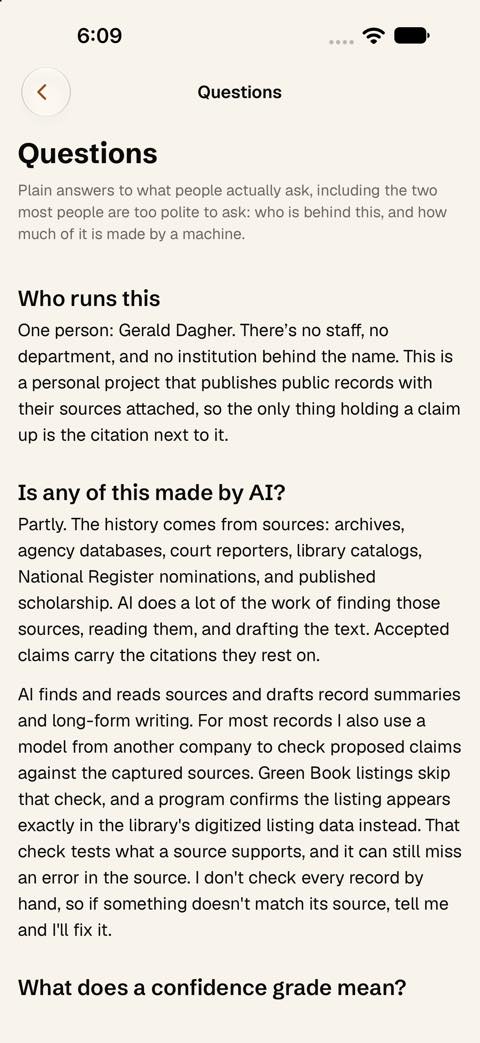 6:09
Questions
Questions
Plain answers to what people actually ask, including the two
most people are too polite to ask: who is behind this, and how
much of it is made by a machine.
Who runs this
One person: Gerald Dagher. There’s no staff, no
department, and no institution behind the name. This is
a personal project that publishes public records with
their sources attached, so the only thing holding a claim
up is the citation next to it.
Is any of this made by AI?
Partly. The history comes from sources: archives,
agency databases, court reporters, library catalogs,
National Register nominations, and published
scholarship. AI does a lot of the work of finding those
sources, reading them, and drafting the text. Accepted
claims carry the citations they rest on.
AI finds and reads sources and drafts record summaries
and long-form writing. For most records I also use a
model from another company to check proposed claims
against the captured sources. Green Book listings skip
that check, and a program confirms the listing appears
exactly in the library's digitized listing data instead. That
check tests what a source supports, and it can still miss
an error in the source. I don't check every record by
hand, so if something doesn't match its source, tell me
and I'll fix it.
What does a confidence grade mean?